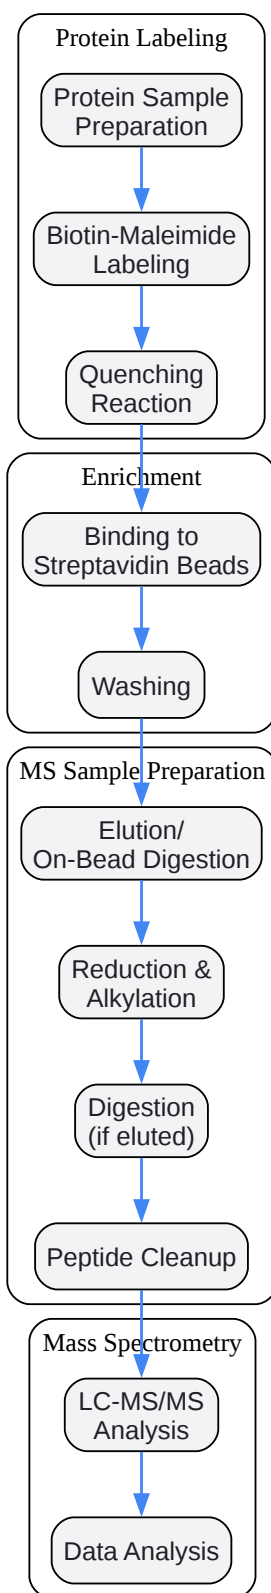 Protein Labeling
Protein Sample
Preparation
Biotin-Maleimide
Labeling
Quenching
Reaction
Enrichment
Binding to
Streptavidin Beads
Washing
MS Sample Preparation
Elution/
On-Bead Digestion
Reduction &
Alkylation
Digestion
(if eluted)
Peptide Cleanup
Mass Spectrometry
LC-MS/MS
Analysis
Data Analysis